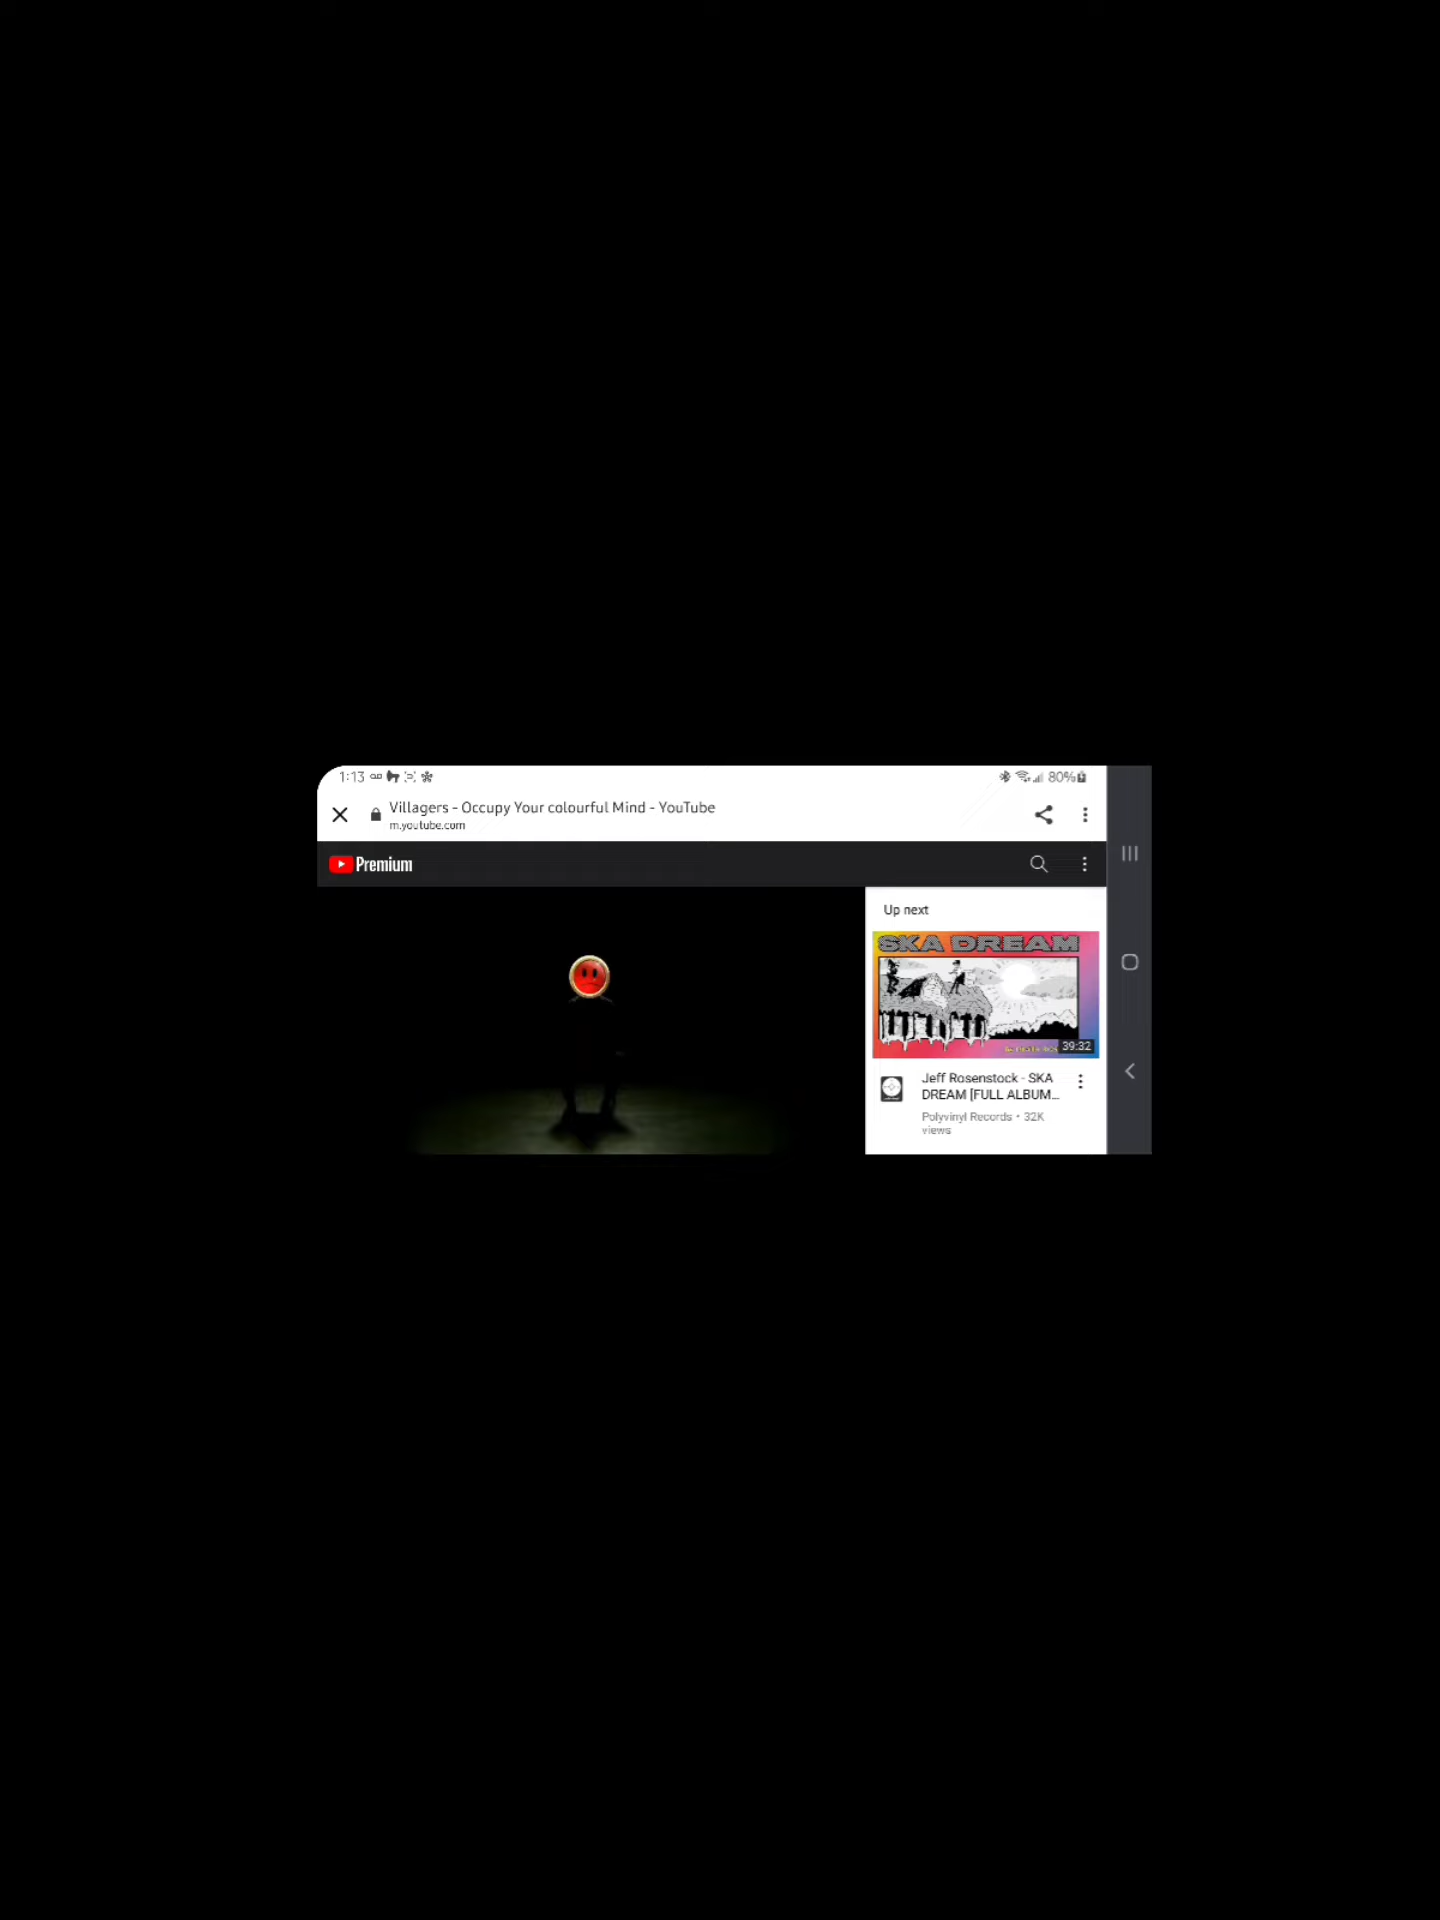 1:13
80%
Villagers - Occupy Your colourful Mind - YouTube
m.youtube.com
Premium
Up next
SKA DREAM
39:32
Jeff Rosenstock - SKA
DREAM [FULL ALBUM...
Polyvinyl Records • 32K
views